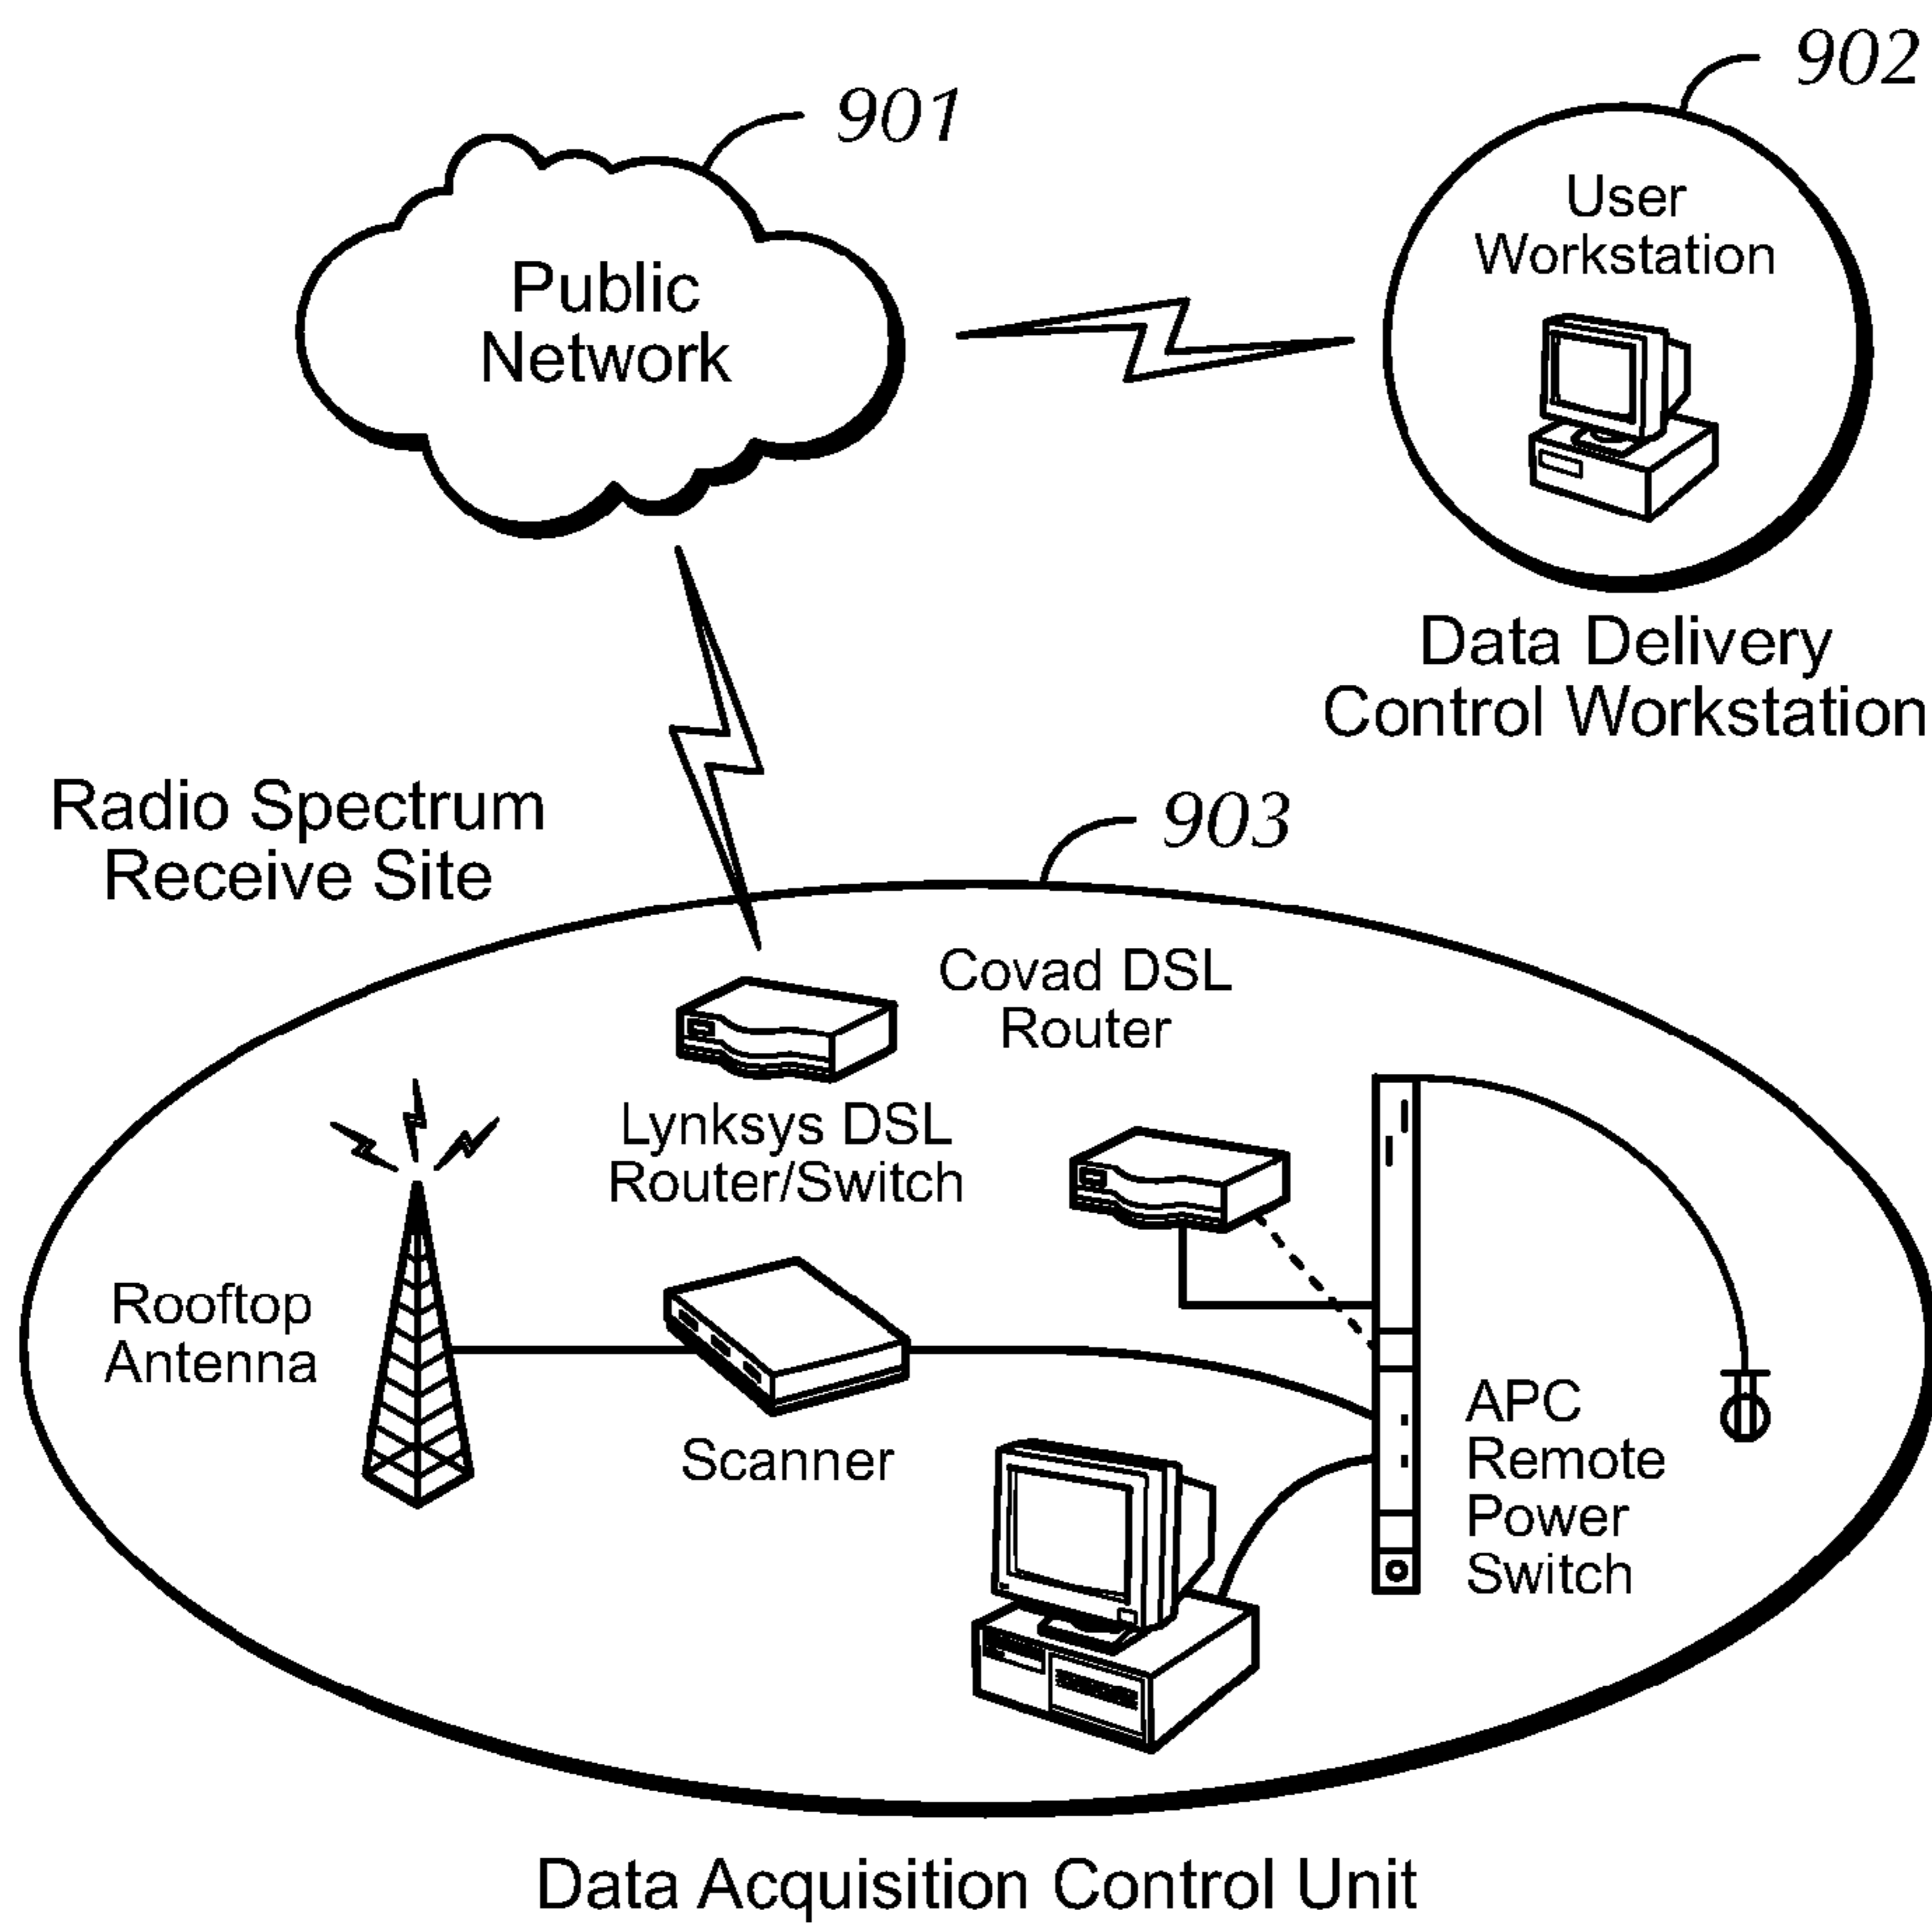 902
901
User
Workstation
Public
Network
Data Delivery
Control Workstation
Radio Spectrum
Receive Site
903
Covad DSL
Router
Lynksys DSL
Router/Switch
Rooftop
Antenna
Scanner
APC
Remote
Power
Switch
Data Acquisition Control Unit